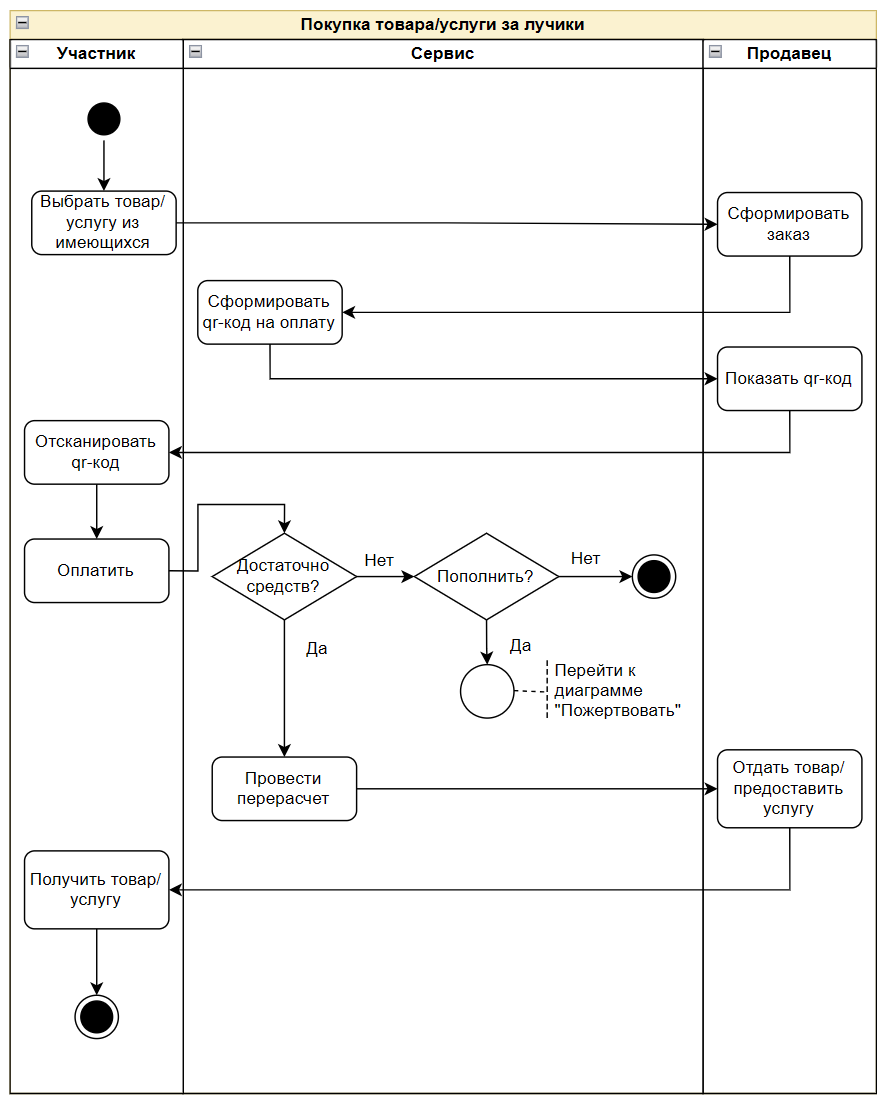 Покупка товара/услуги за лучики
Участник
Сервис
Продавец
Выбрать товар/
услугу из
имеющихся
Сформировать
заказ
Сформировать
qr-код на оплату
Показать qr-код
Отсканировать
qr-код
Оплатить
Достаточно
средств?
Нет
Пополнить?
Нет
Да
Да
Перейти к
диаграмме
"Пожертвовать"
Провести
перерасчет
Отдать товар/
предоставить
услугу
Получить товар/
услугу